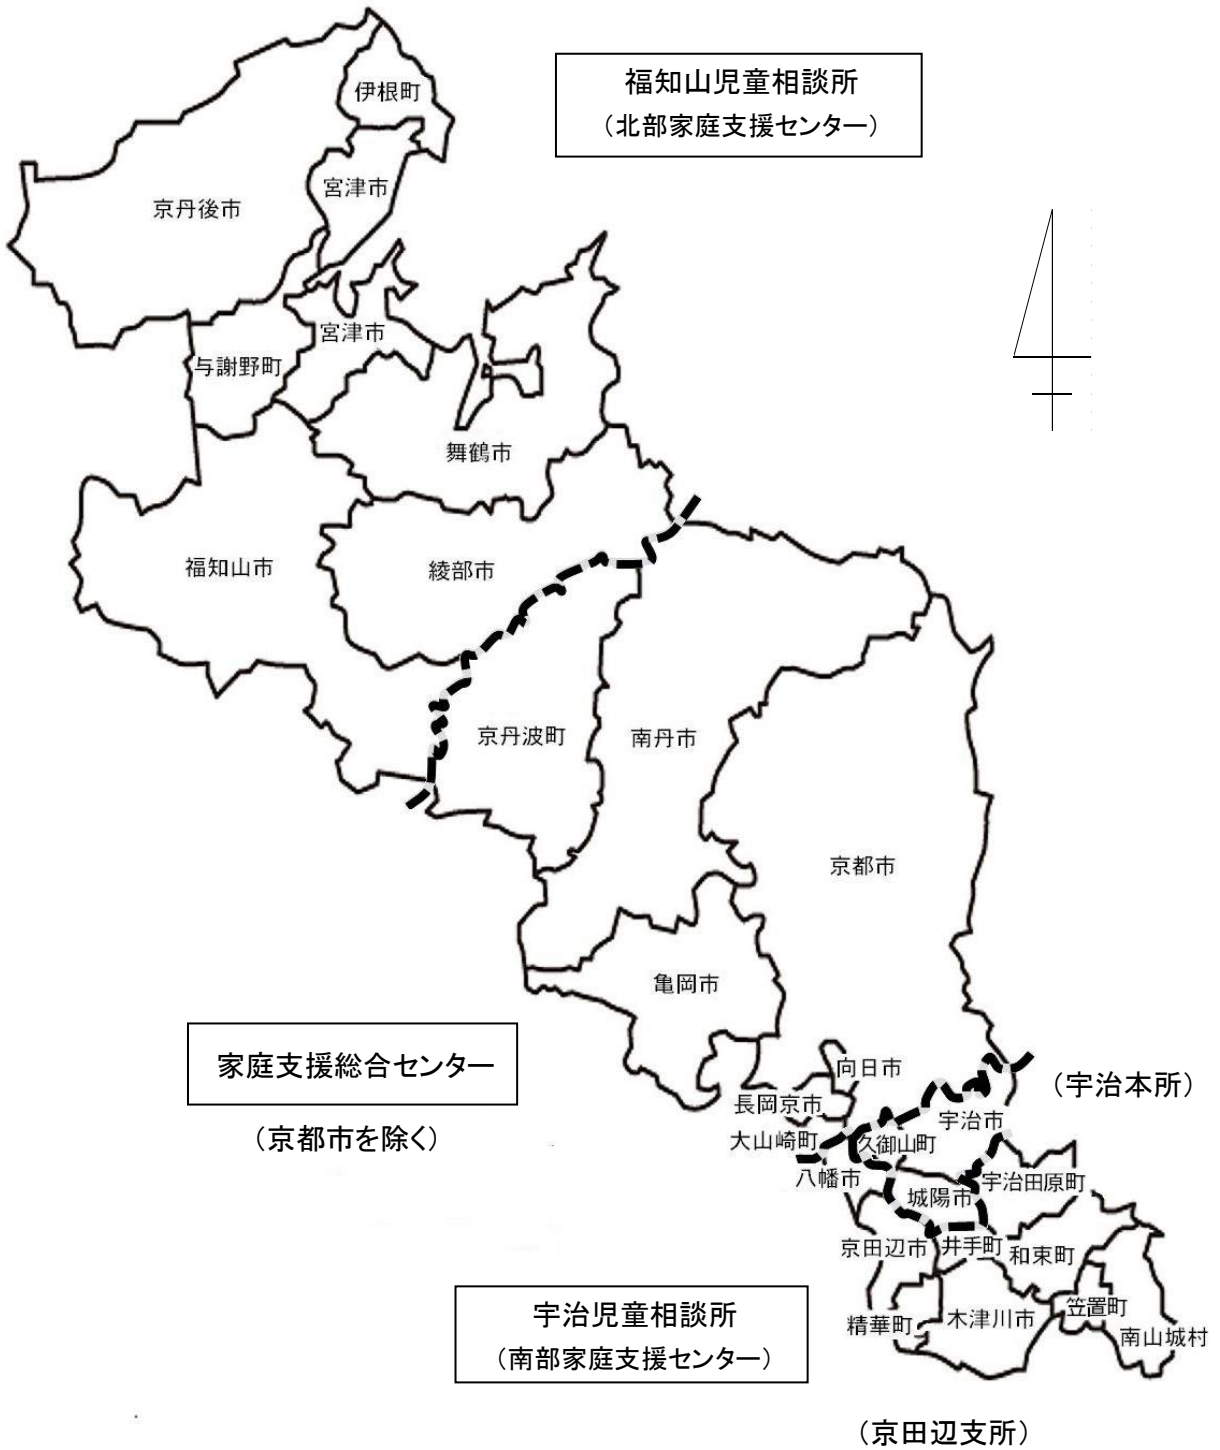 伊根町
福知山児童相談所
（北部家庭支援センター）
宮津市
京丹後市
宮津市
与謝野町
舞鶴市
福知山市
綾部市
京丹波町
南丹市
京都市
亀岡市
家庭支援総合センター
（京都市を除く）
向日市
（宇治本所）
長岡京市
宇治市
大山崎町
久御山町
八幡市
宇治田原町
城陽市
京田辺市
井手町
和束町
宇治児童相談所
（南部家庭支援センター）
笠置町
木津川市
精華町
南山城村
（京田辺支所）